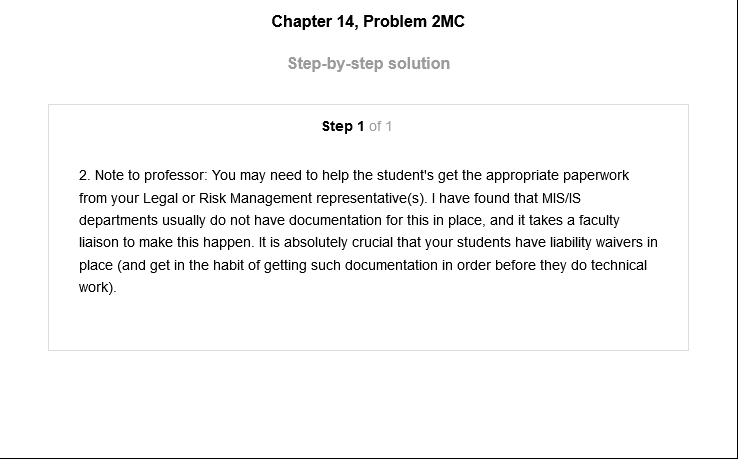 Chapter 14, Problem 2MC
Step-by-step solution
Step 1 of 1
2. Note to professor: You may need to help the student's get the appropriate paperwork
from your Legal or Risk Management representative(s). I have found that MIS/IS
departments usually do not have documentation for this in place, and it takes a faculty
liaison to make this happen. It is absolutely crucial that your students have liability waivers in
place (and get in the habit of getting such documentation in order before they do technical
work).